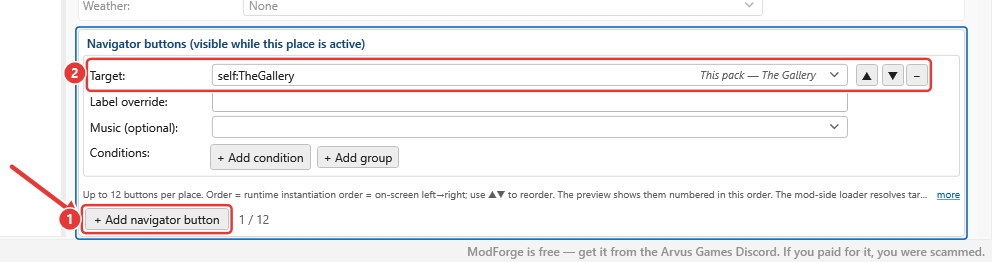 Weather: None
Navigator buttons (visible while this place is active)
2 Target: self:TheGallery This pack — The Gallery ▲ ▼ −
Label override:
Music (optional):
Conditions: + Add condition + Add group
Up to 12 buttons per place. Order = runtime instantiation order = on-screen left→right; use ▲▼ to reorder. The preview shows them numbered in this order. The mod-side loader resolves tar... more
1 + Add navigator button 1 / 12
ModForge is free — get it from the Arvus Games Discord. If you paid for it, you were scammed.